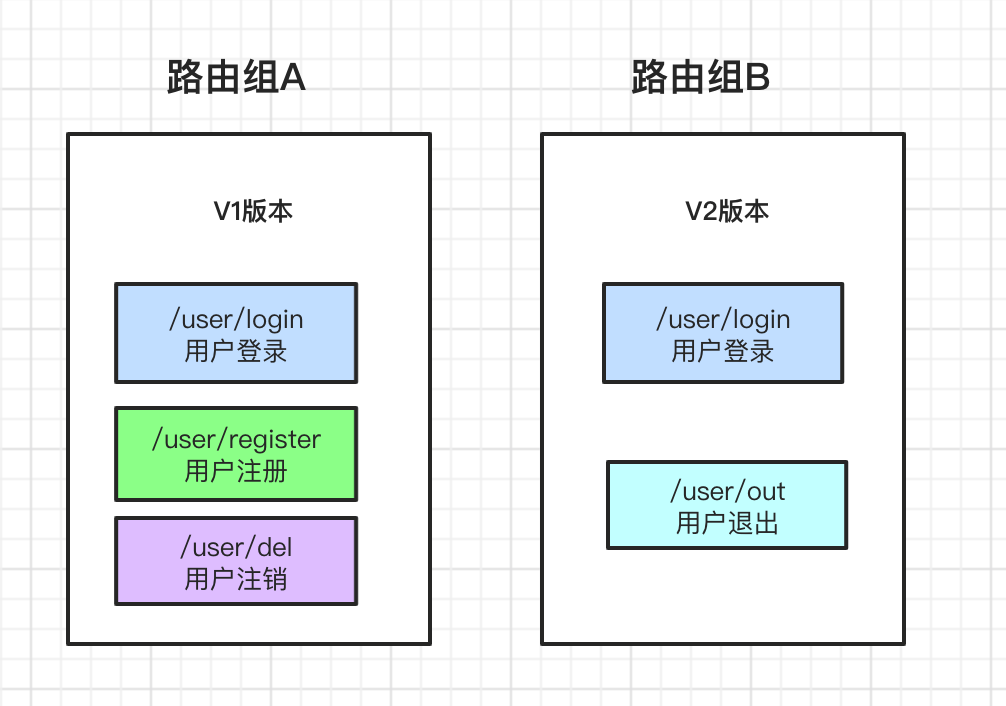 路由组A
V1版本
/user/login
用户登录
/user/register
用户注册
/user/del
用户注销
路由组B
V2版本
/user/login
用户登录
/user/out
用户退出